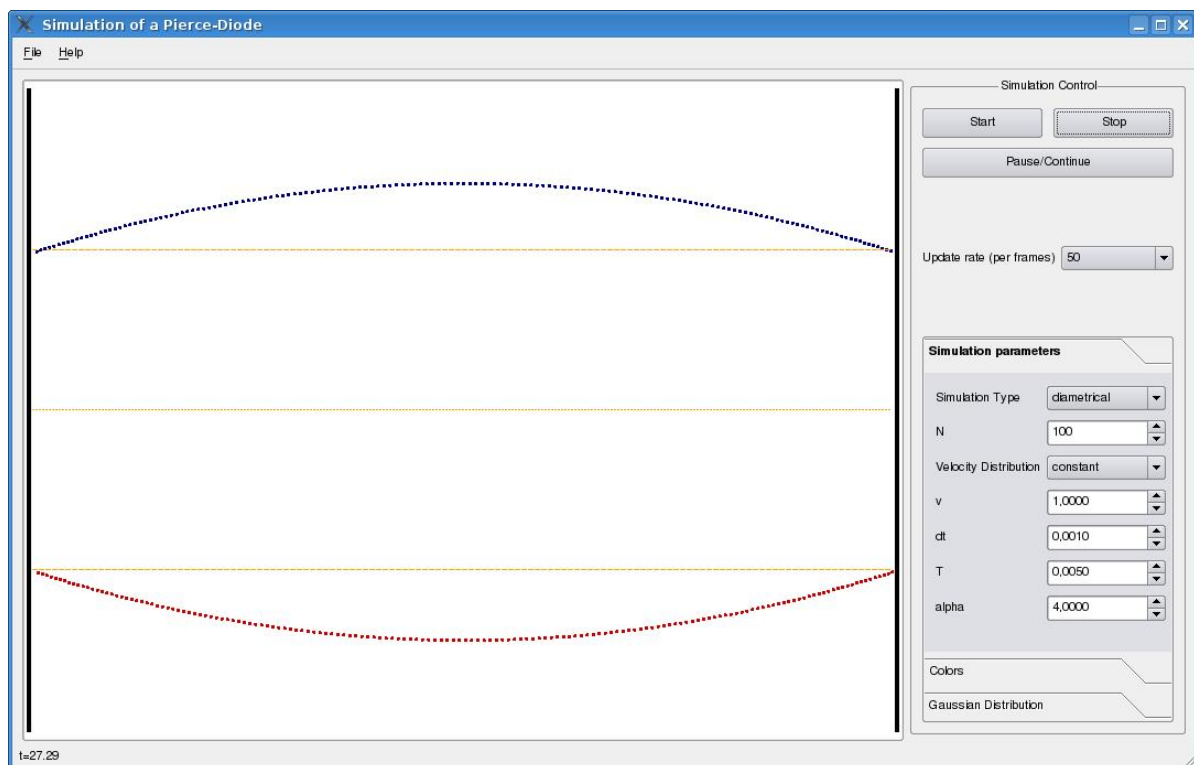 Simulation of a Pierce-Diode
File Help
Simulation Control
Start Stop
Pause/Continue
Update rate (per frames) 50
Simulation parameters
Simulation Type diametrical
N 100
Velocity Distribution constant
v 1,0000
dt 0,0010
T 0,0050
alpha 4,0000
Colors
Gaussian Distribution
t=27.29